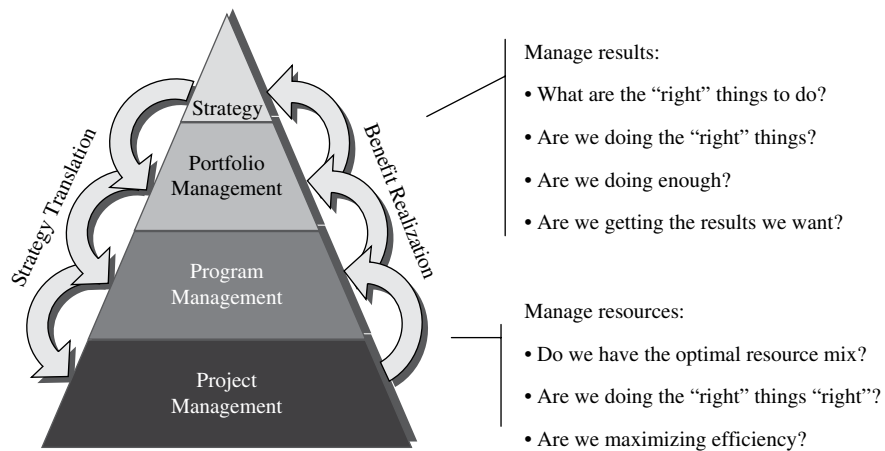 Strategy
Portfolio
Management
Program
Management
Project
Management
Strategy Translation
Benefit Realization
Manage results:
• What are the “right” things to do?
• Are we doing the “right” things?
• Are we doing enough?
• Are we getting the results we want?
Manage resources:
• Do we have the optimal resource mix?
• Are we doing the “right” things “right”?
• Are we maximizing efficiency?